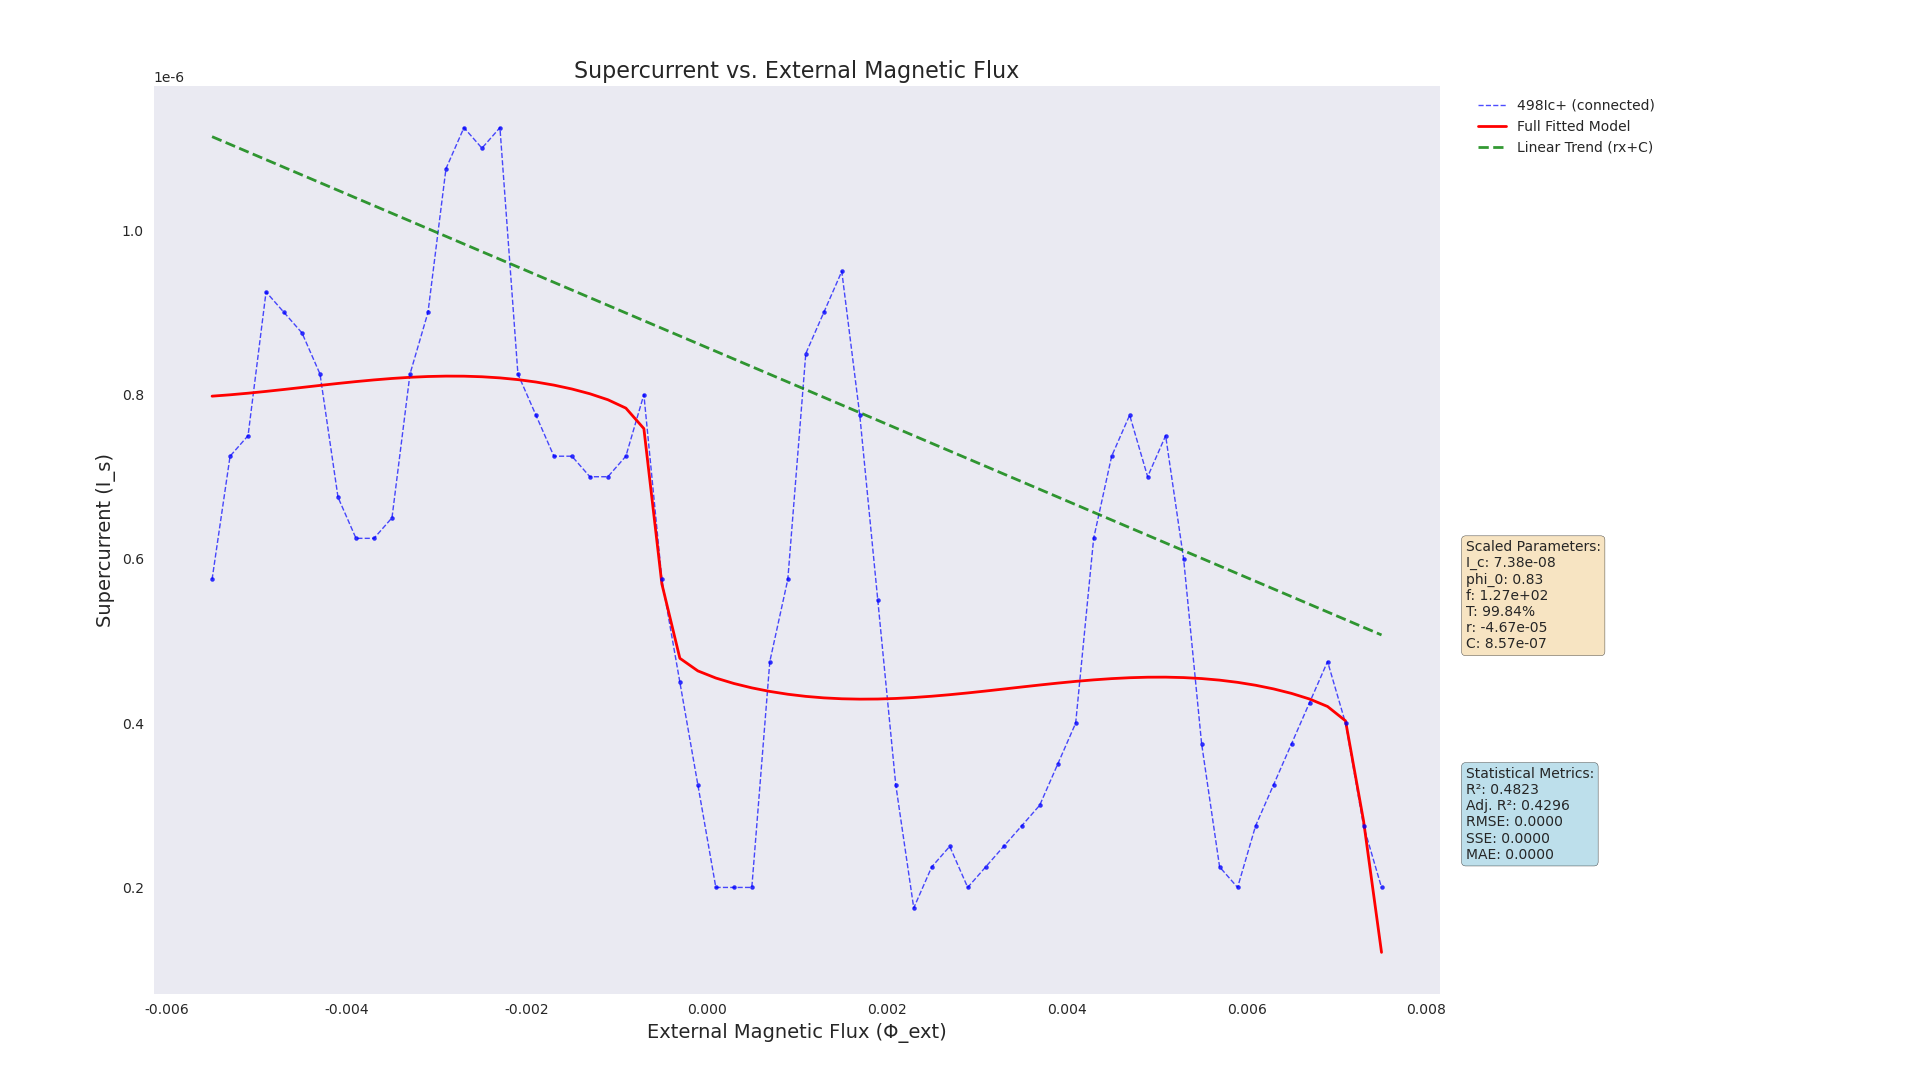 Supercurrent vs. External Magnetic Flux
1e-6
1.0
0.8
0.6
0.4
0.2
Supercurrent (I_s)
-0.006
-0.004
-0.002
0.000
0.002
0.004
0.006
0.008
External Magnetic Flux (Φ_ext)
498Ic+ (connected)
Full Fitted Model
Linear Trend (rx+C)
Scaled Parameters:
I_c: 7.38e-08
phi_0: 0.83
f: 1.27e+02
T: 99.84%
r: -4.67e-05
C: 8.57e-07
Statistical Metrics:
R²: 0.4823
Adj. R²: 0.4296
RMSE: 0.0000
SSE: 0.0000
MAE: 0.0000